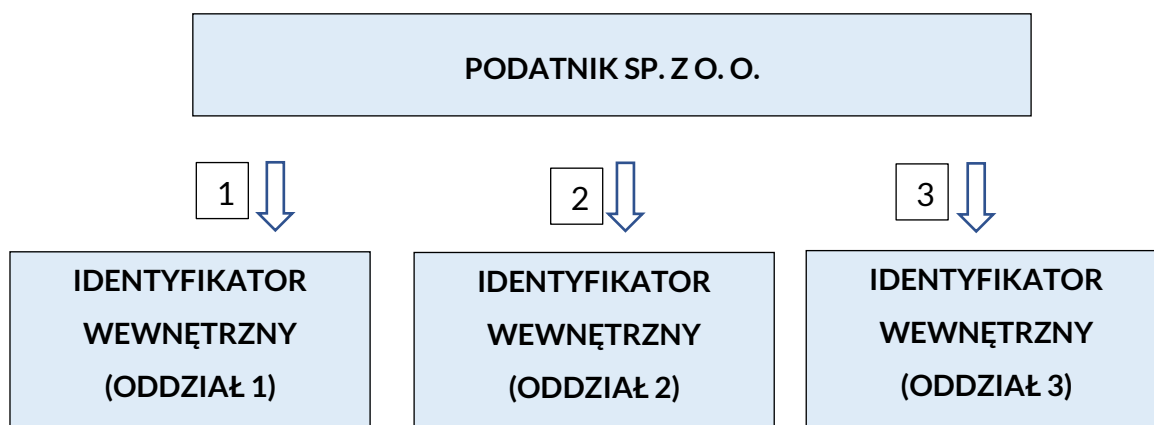 PODATNIK SP. Z O. O.
1
2
3
IDENTYFIKATOR
WEWNĘTRZNY
(ODDZIAŁ 1)
IDENTYFIKATOR
WEWNĘTRZNY
(ODDZIAŁ 2)
IDENTYFIKATOR
WEWNĘTRZNY
(ODDZIAŁ 3)